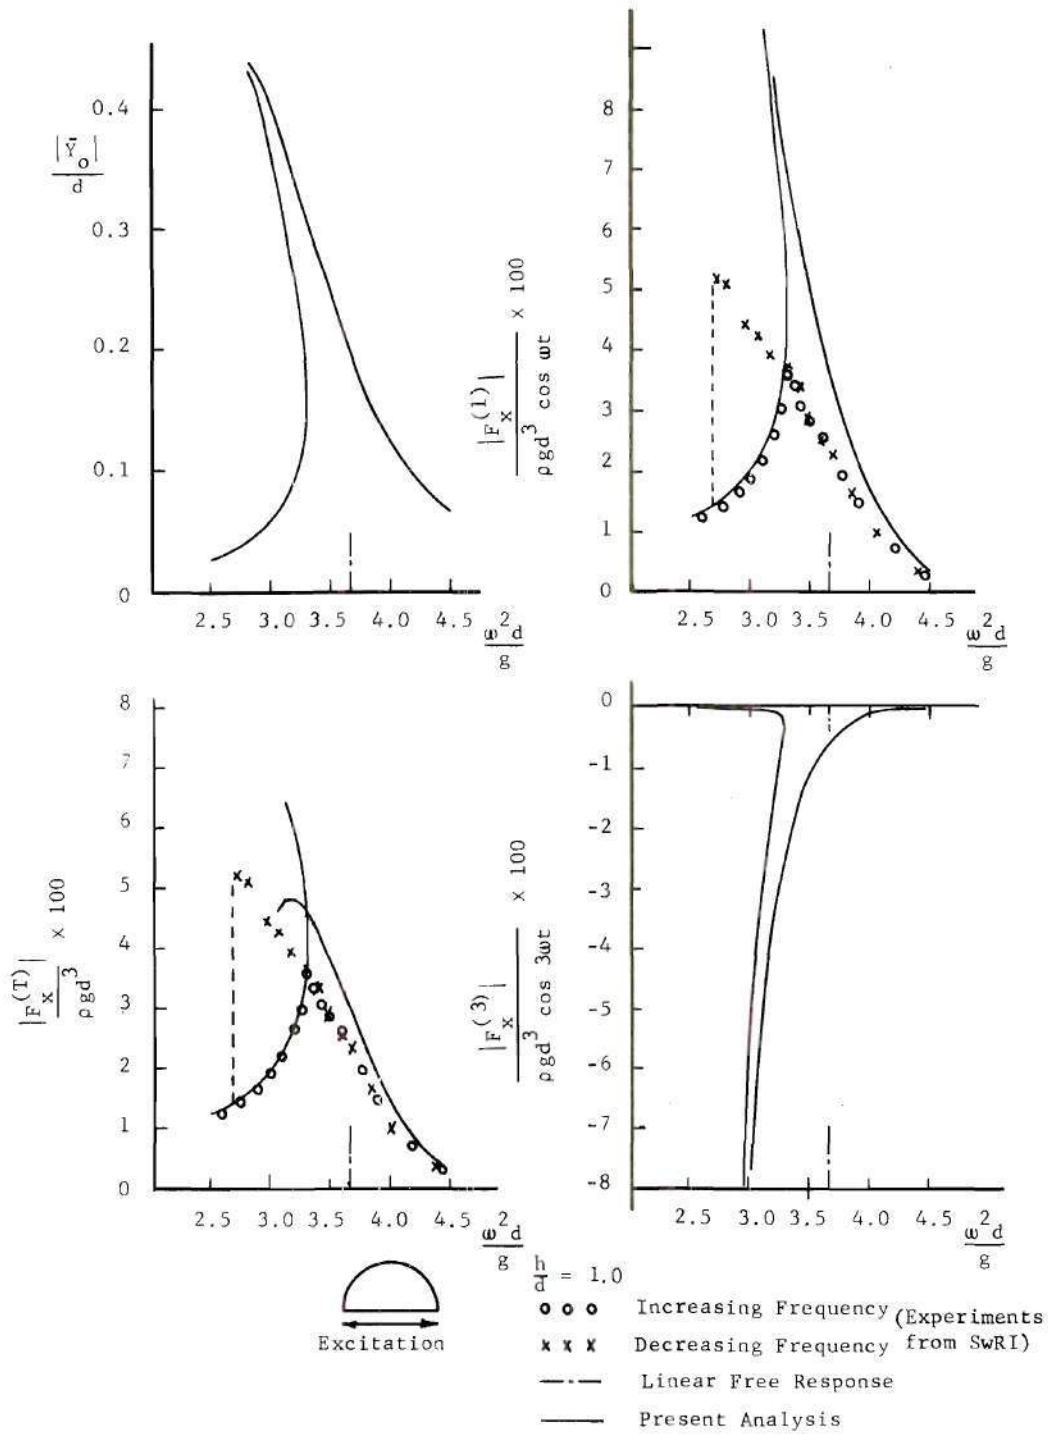 0.4
0.3
0.2
0.1
0
|Ȳo|
d
2.5 3.0 3.5 4.0 4.5
ω²d
g
8
7
6
5
4
3
2
1
0
|Fx(1)|
ρgd³ cos ωt
× 100
2.5 3.0 3.5 4.0 4.5
ω²d
g
8
7
6
5
4
3
2
1
0
|Fx(T)|
ρgd³
× 100
2.5 3.0 3.5 4.0 4.5
ω²d
g
0
-1
-2
-3
-4
-5
-6
-7
-8
|Fx(3)|
ρgd³ cos 3ωt
× 100
2.5 3.0 3.5 4.0 4.5
ω²d
g
Excitation
h
d = 1.0
Increasing Frequency (Experiments
Decreasing Frequency from SwRI)
Linear Free Response
Present Analysis